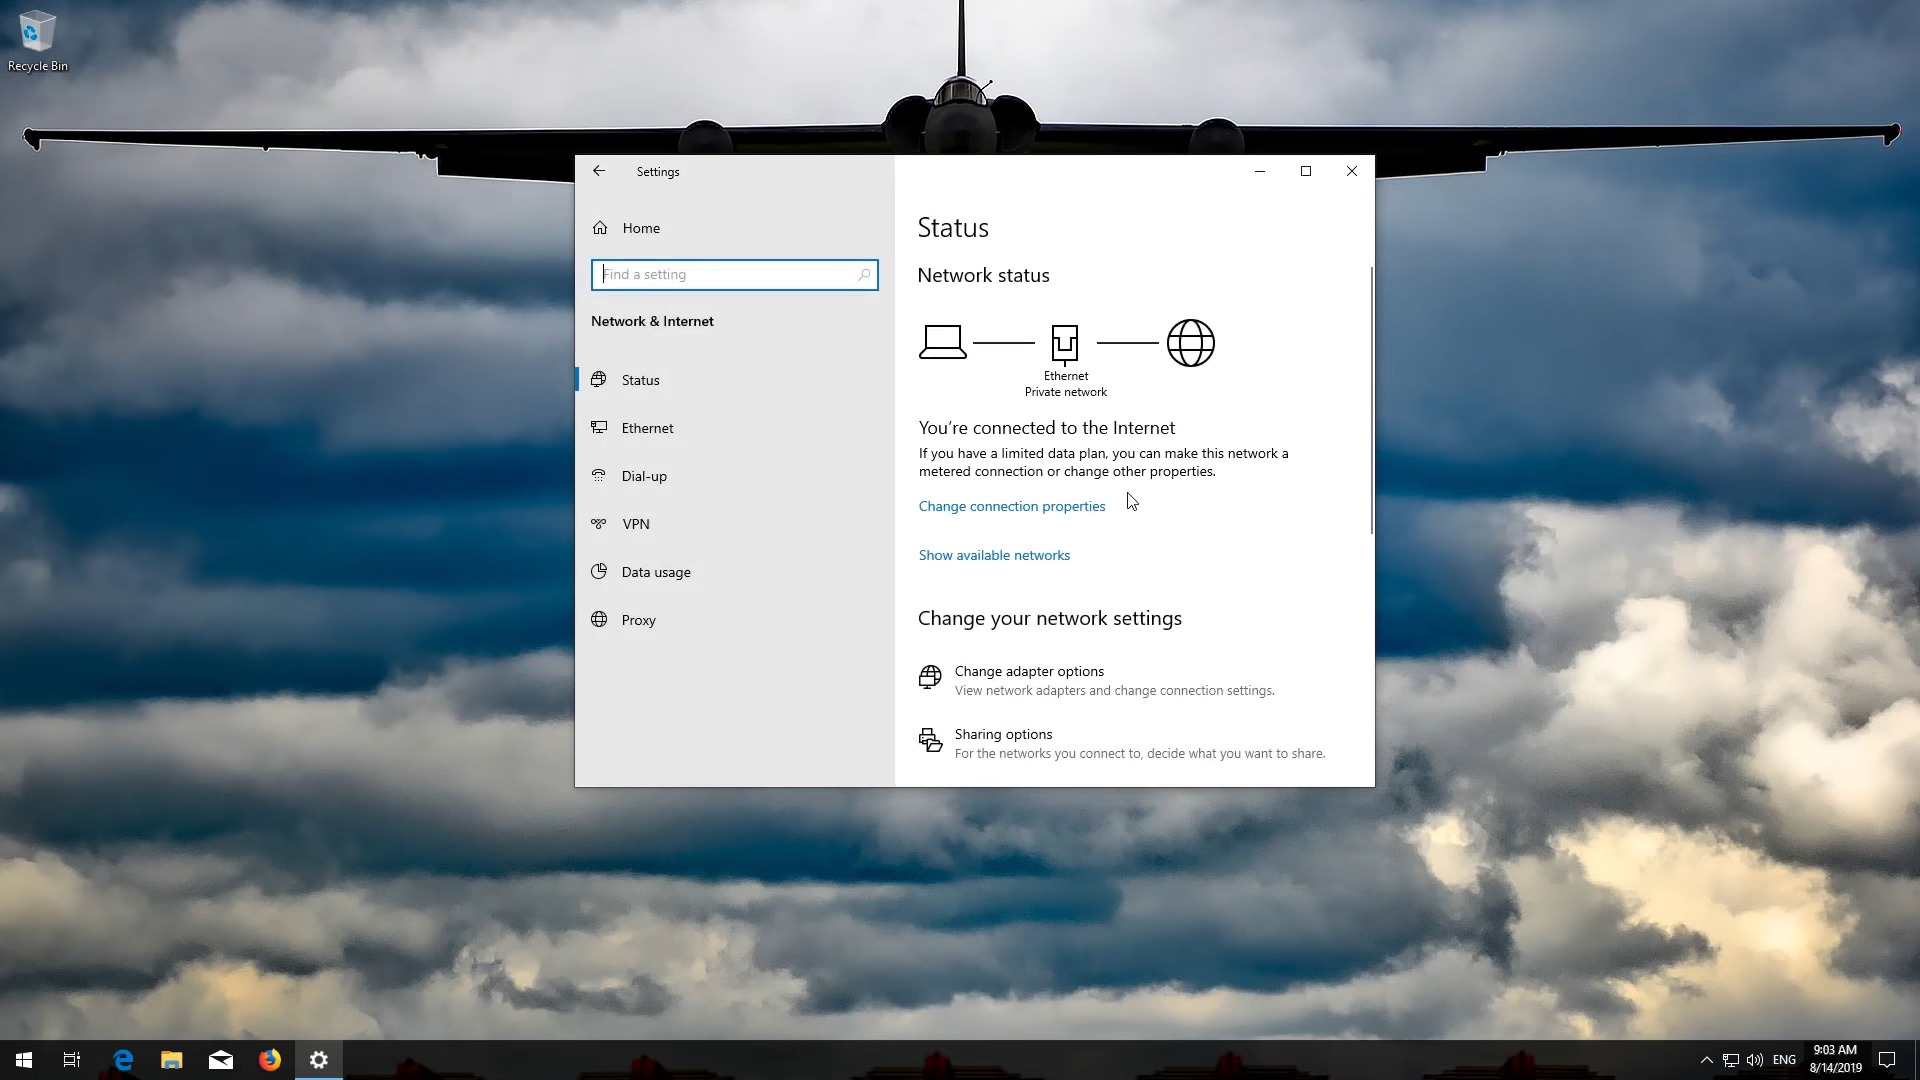 Recycle Bin
Settings
Home
Find a setting
Network & Internet
Status
Ethernet
Dial-up
VPN
Data usage
Proxy
Status
Network status
Ethernet
Private network
You're connected to the Internet
If you have a limited data plan, you can make this network a
metered connection or change other properties.
Change connection properties
Show available networks
Change your network settings
Change adapter options
View network adapters and change connection settings.
Sharing options
For the networks you connect to, decide what you want to share.
ENG
9:03 AM
8/14/2019